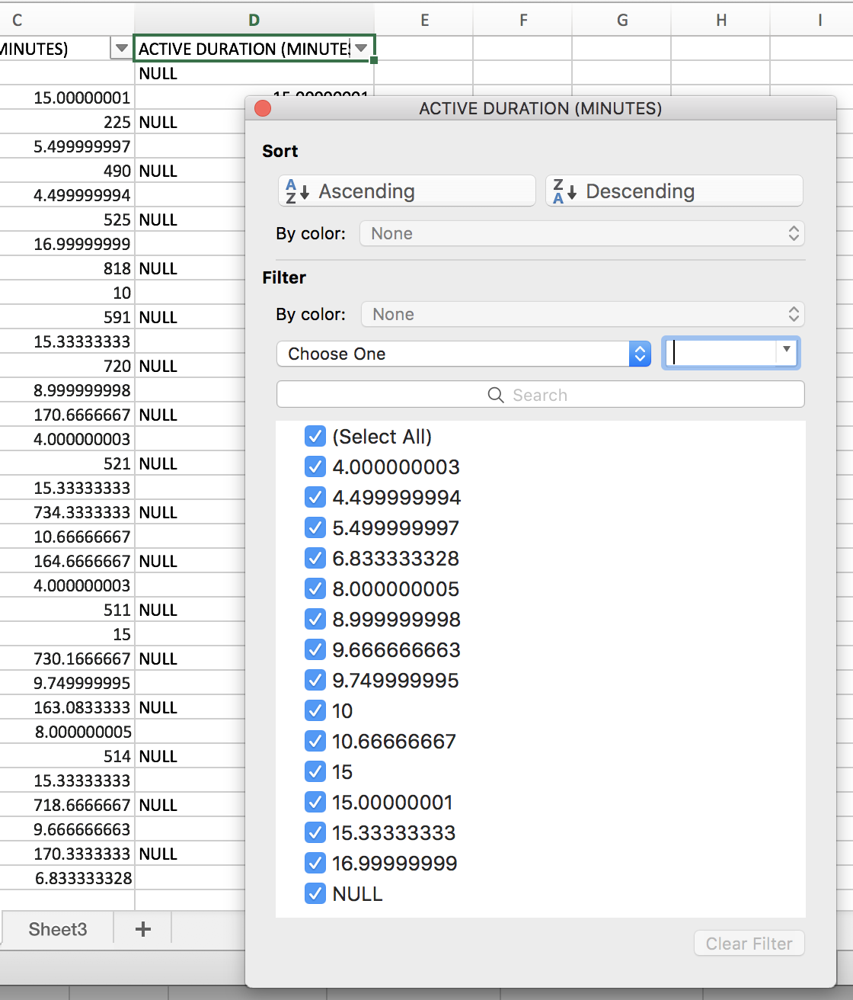 C D E F G H I
MINUTES) ACTIVE DURATION (MINUTE
NULL
15.00000001 15.00000001
225 NULL
5.499999997
490 NULL
4.499999994
525 NULL
16.99999999
818 NULL
10
591 NULL
15.33333333
720 NULL
8.999999998
170.6666667 NULL
4.000000003
521 NULL
15.33333333
734.3333333 NULL
10.66666667
164.6666667 NULL
4.000000003
511 NULL
15
730.1666667 NULL
9.749999995
163.0833333 NULL
8.000000005
514 NULL
15.33333333
718.6666667 NULL
9.666666663
170.3333333 NULL
6.833333328
Sheet3 +
ACTIVE DURATION (MINUTES)
Sort
A Z Ascending
Z A Descending
By color: None
Filter
By color: None
Choose One
Search
(Select All)
4.000000003
4.499999994
5.499999997
6.833333328
8.000000005
8.999999998
9.666666663
9.749999995
10
10.66666667
15
15.00000001
15.33333333
16.99999999
NULL
Clear Filter